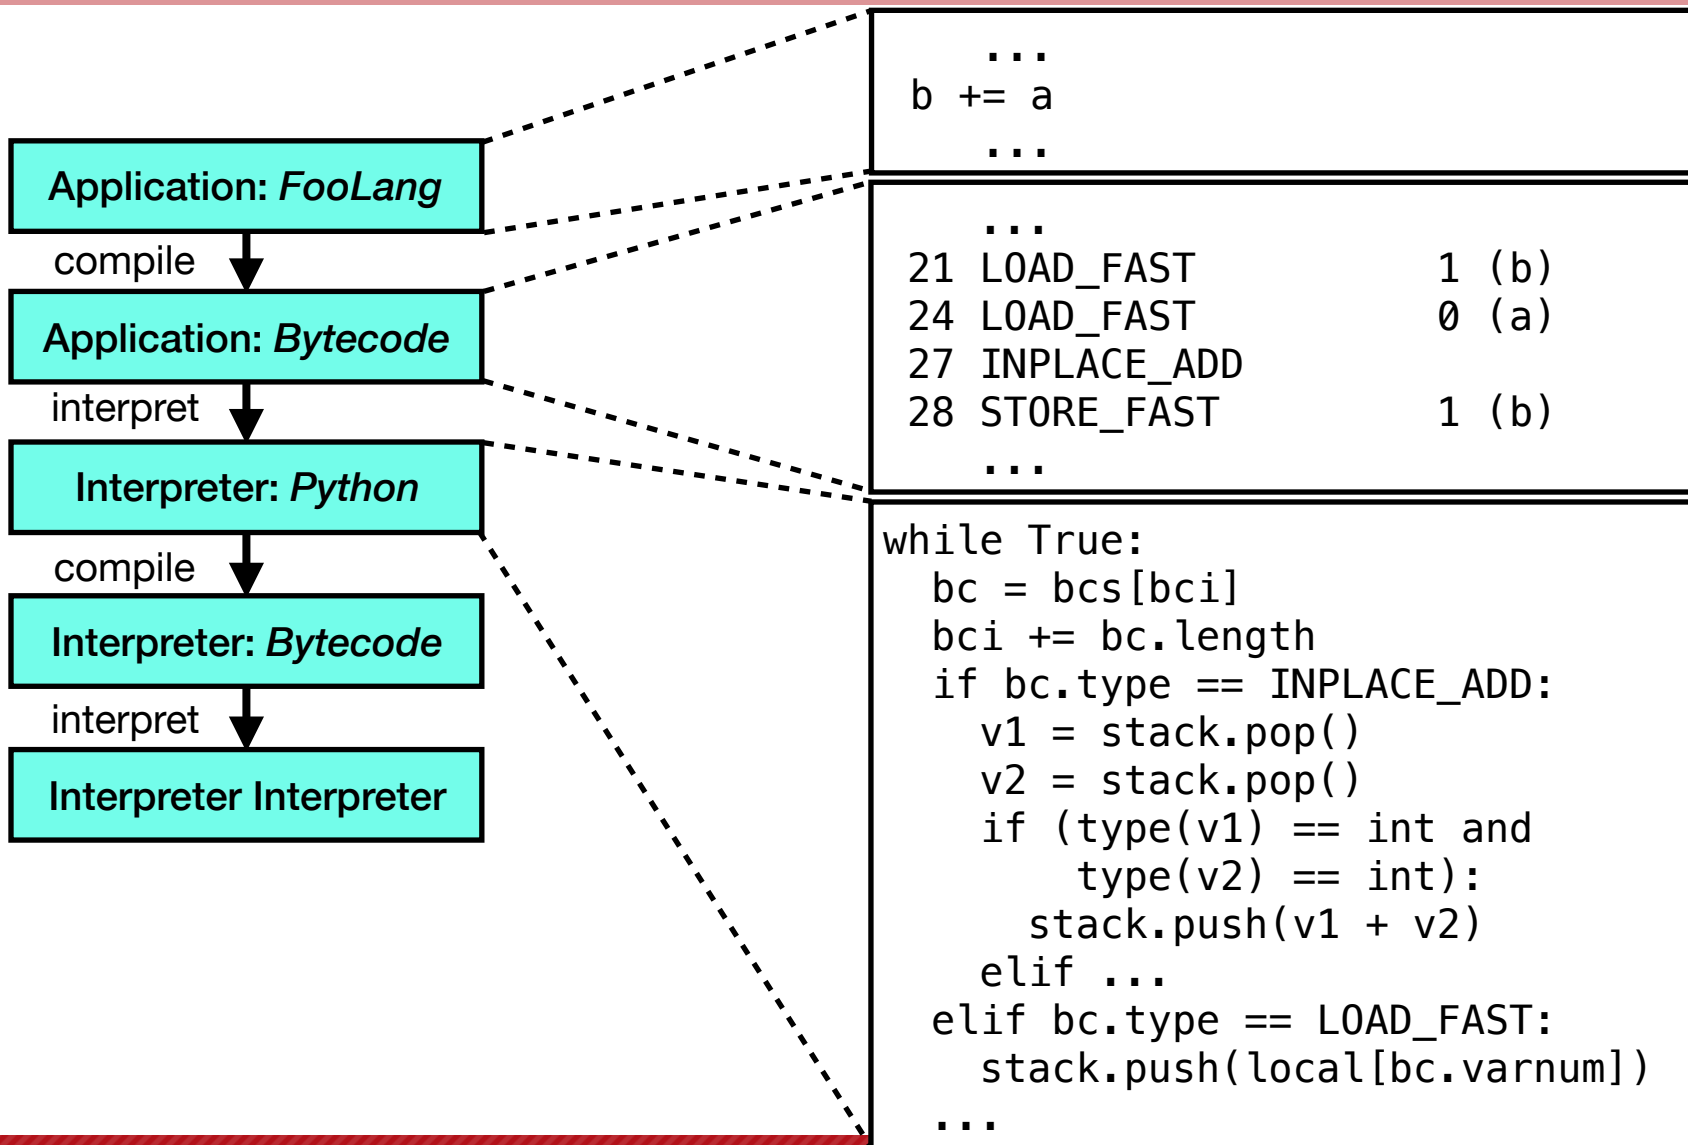 Application: FooLang
compile
Application: Bytecode
interpret
Interpreter: Python
compile
Interpreter: Bytecode
interpret
Interpreter Interpreter
...
b += a
...
...
21 LOAD_FAST 1 (b)
24 LOAD_FAST 0 (a)
27 INPLACE_ADD
28 STORE_FAST 1 (b)
...
while True:
  bc = bcs[bci]
  bci += bc.length
  if bc.type == INPLACE_ADD:
    v1 = stack.pop()
    v2 = stack.pop()
    if (type(v1) == int and
        type(v2) == int):
      stack.push(v1 + v2)
    elif ...
  elif bc.type == LOAD_FAST:
    stack.push(local[bc.varnum])
  ...